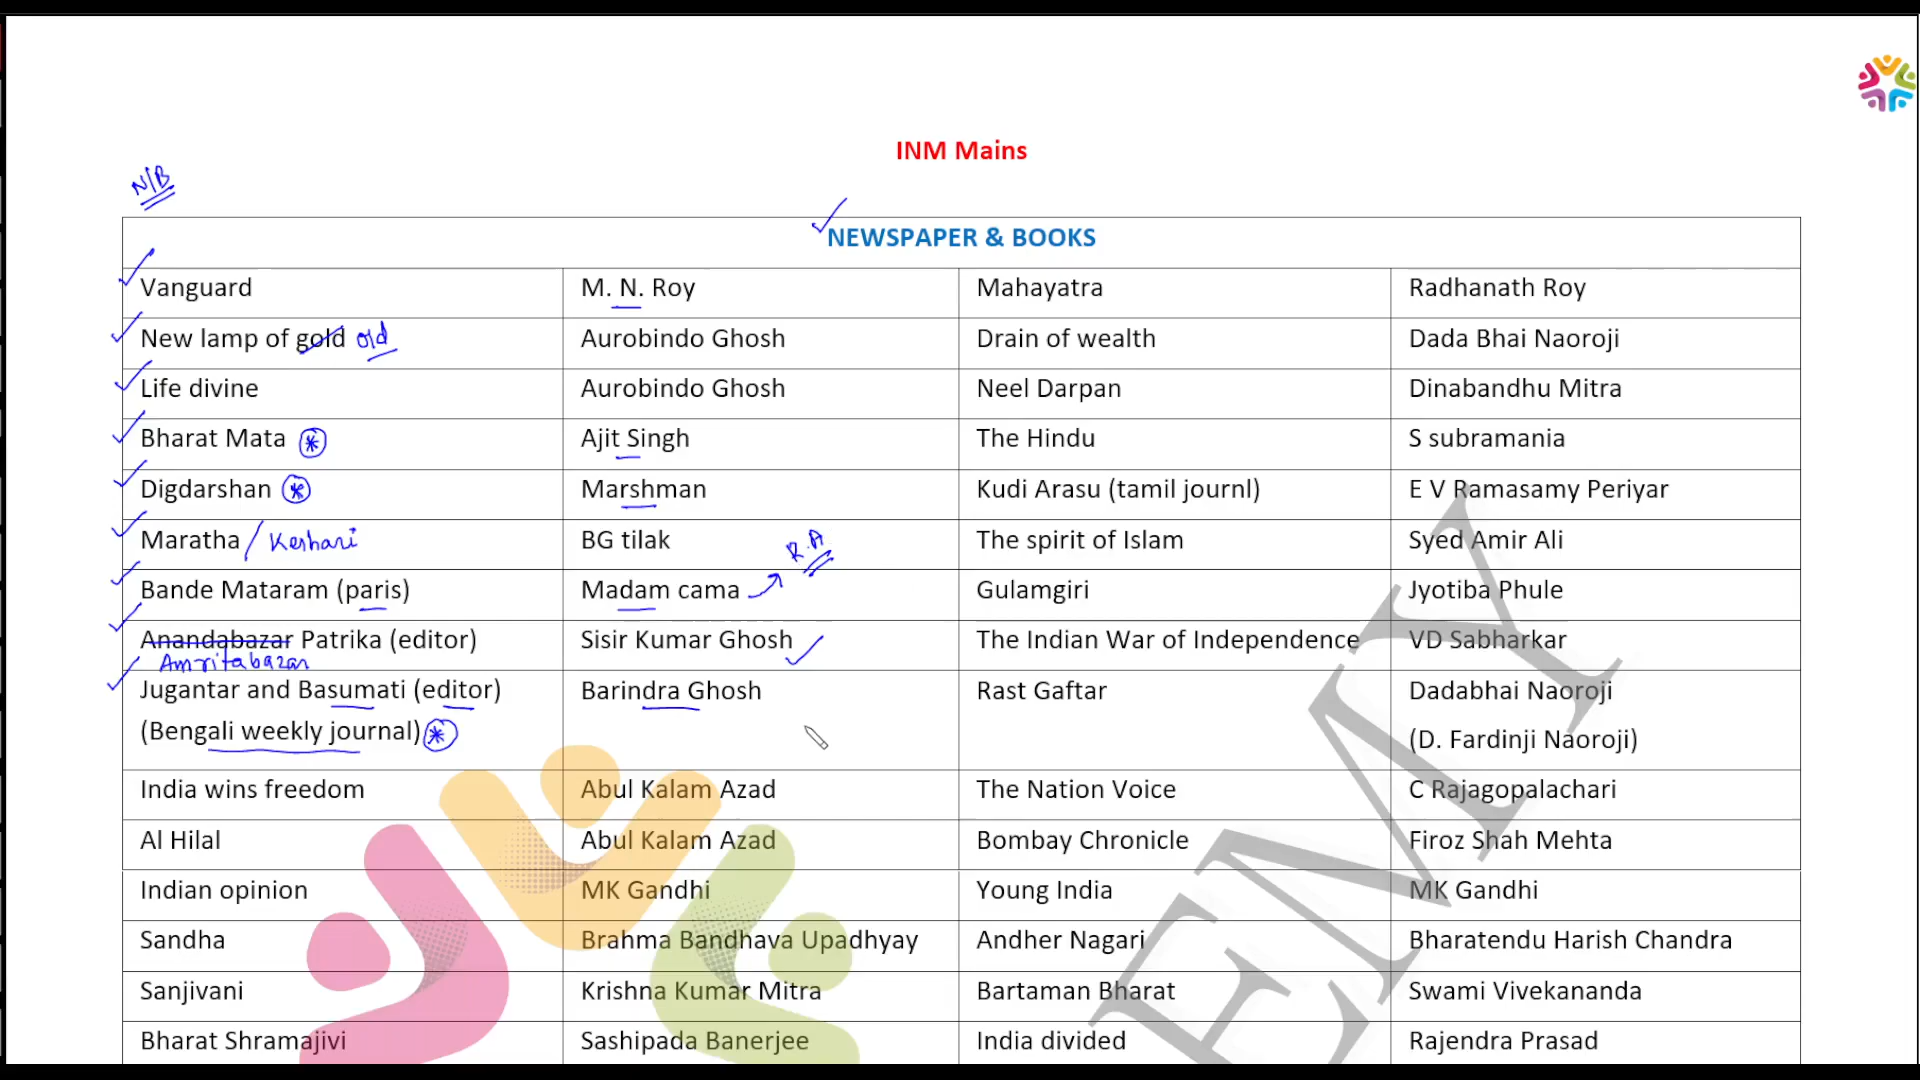 INM Mains
N/B
NEWSPAPER & BOOKS
Vanguard M. N. Roy Mahayatra Radhanath Roy
New lamp of gold old Aurobindo Ghosh Drain of wealth Dada Bhai Naoroji
Life divine Aurobindo Ghosh Neel Darpan Dinabandhu Mitra
Bharat Mata * Ajit Singh The Hindu S subramania
Digdarshan * Marshman Kudi Arasu (tamil journl) E V Ramasamy Periyar
Maratha / Keshari BG tilak R.A The spirit of Islam Syed Amir Ali
Bande Mataram (paris) Madam cama Gulamgiri Jyotiba Phule
Anandabazar Patrika (editor) Sisir Kumar Ghosh The Indian War of Independence VD Sabharkar
Amritabazar
Jugantar and Basumati (editor) Barindra Ghosh Rast Gaftar Dadabhai Naoroji
(Bengali weekly journal) * (D. Fardinji Naoroji)
India wins freedom Abul Kalam Azad The Nation Voice C Rajagopalachari
Al Hilal Abul Kalam Azad Bombay Chronicle Firoz Shah Mehta
Indian opinion MK Gandhi Young India MK Gandhi
Sandha Brahma Bandhava Upadhyay Andher Nagari Bharatendu Harish Chandra
Sanjivani Krishna Kumar Mitra Bartaman Bharat Swami Vivekananda
Bharat Shramajivi Sashipada Banerjee India divided Rajendra Prasad
EMY